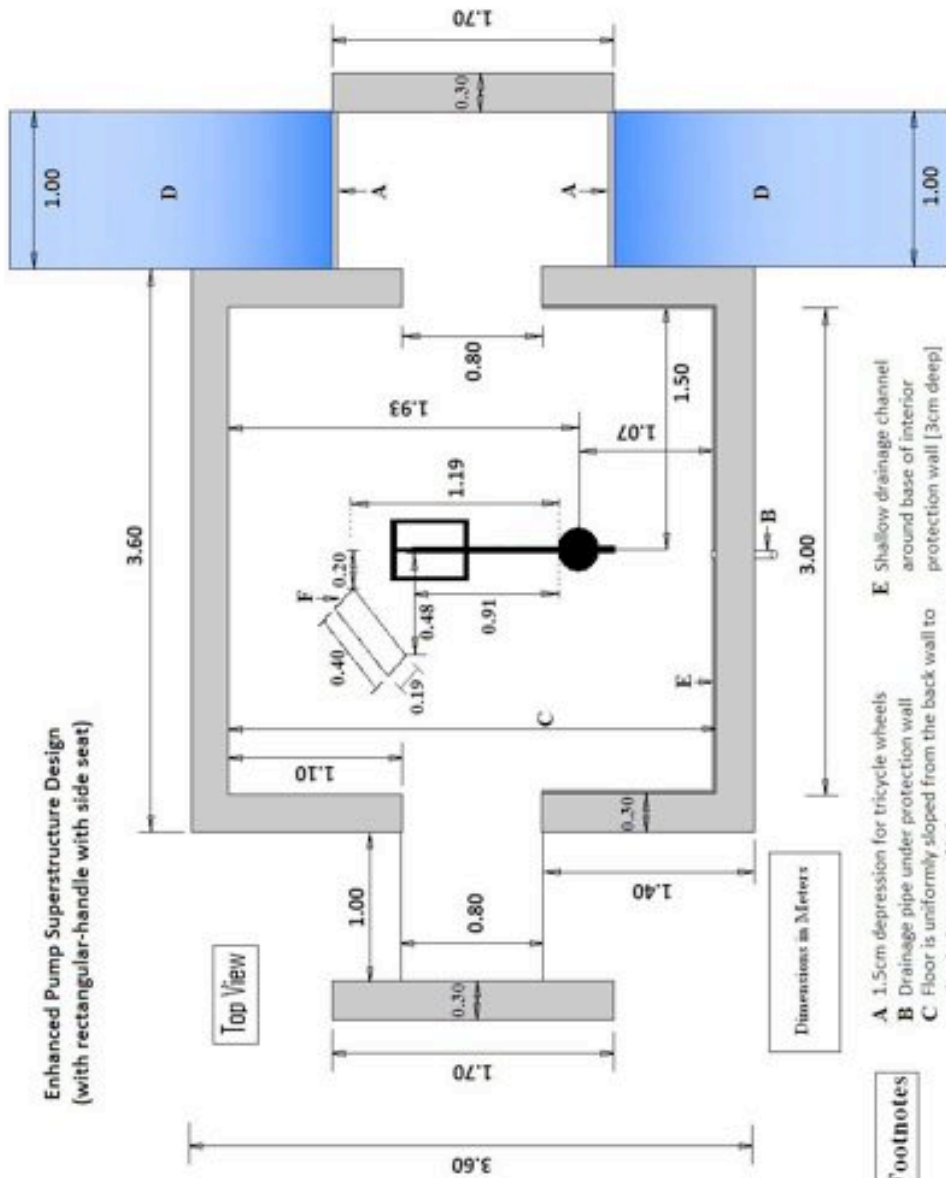 Enhanced Pump Superstructure Design
(with rectangular-handle with side seat)
1.00
3.60
D
Top View
1.10
F
0.40
0.20
1.00
A
1.93
0.19
0.48
1.19
0.91
3.60
1.70
0.30
0.80
0.80
0.30
1.70
C
A
1.07
0.30
1.40
E
1.50
B
D
Dimensions in Meters
3.00
1.00
Footnotes
A 1.5cm depression for tricycle wheels
B Drainage pipe under protection wall
C Floor is uniformly sloped from the back wall to
E Shallow drainage channel
around base of interior
protection wall [3cm deep]